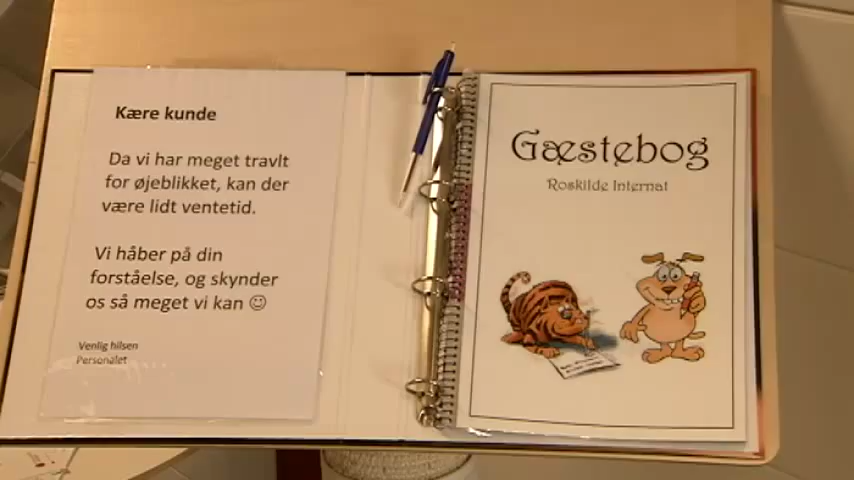 Kære kunde
Da vi har meget travlt
for øjeblikket, kan der
være lidt ventetid.
Vi håber på din
forståelse, og skynder
os så meget vi kan ☺
Venlig hilsen
Personalet
Gæstebog
Roskilde Internat